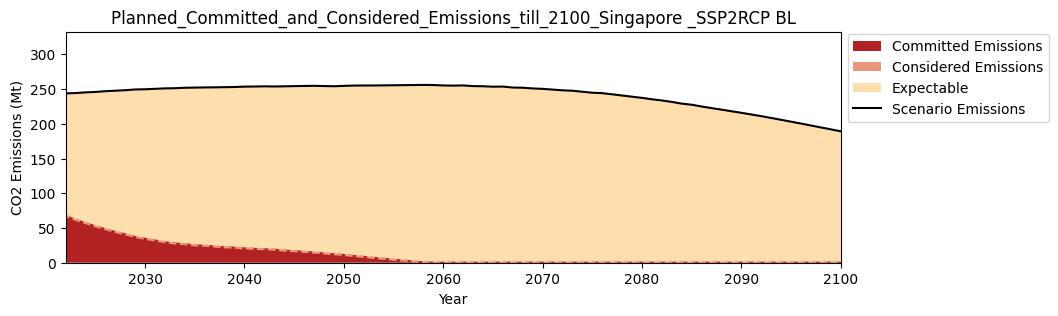 Planned_Committed_and_Considered_Emissions_till_2100_Singapore _SSP2RCP BL
CO2 Emissions (Mt)
300
250
200
150
100
50
0
2030
2040
2050
2060
2070
2080
2090
2100
Year
Committed Emissions
Considered Emissions
Expectable
Scenario Emissions